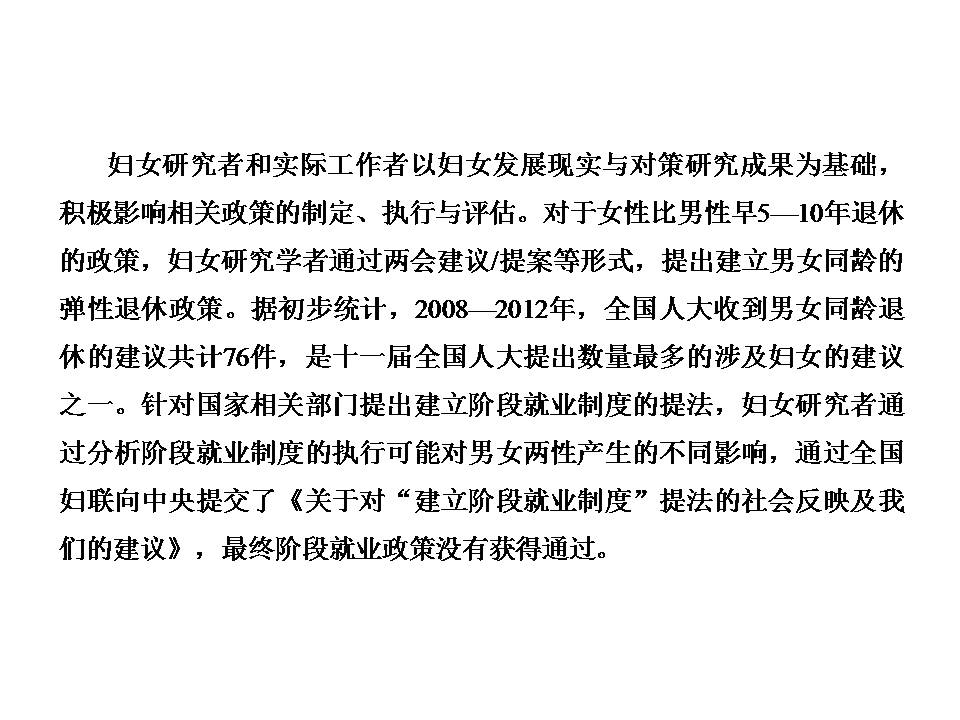 妇女研究者和实际工作者以妇女发展现实与对策研究成果为基础，
积极影响相关政策的制定、执行与评估。对于女性比男性早5—10年退休
的政策，妇女研究学者通过两会建议/提案等形式，提出建立男女同龄的
弹性退休政策。据初步统计，2008—2012年，全国人大收到男女同龄退
休的建议共计76件，是十一届全国人大提出数量最多的涉及妇女的建议
之一。针对国家相关部门提出建立阶段就业制度的提法，妇女研究者通
过分析阶段就业制度的执行可能对男女两性产生的不同影响，通过全国
妇联向中央提交了《关于对“建立阶段就业制度”提法的社会反映及我
们的建议》，最终阶段就业政策没有获得通过。